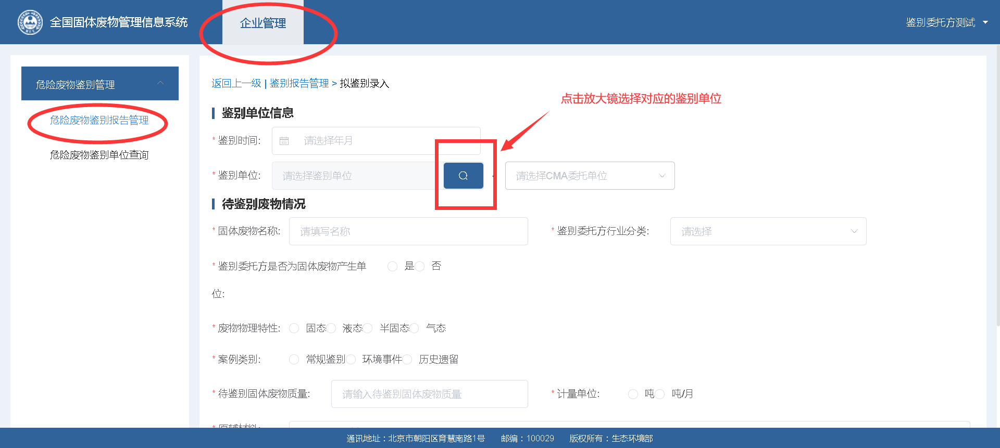 全国固体废物管理信息系统
企业管理
鉴别委托方测试
危险废物鉴别管理
危险废物鉴别报告管理
危险废物鉴别单位查询
返回上一级 | 鉴别报告管理 > 拟鉴别录入
点击放大镜选择对应的鉴别单位
鉴别单位信息
* 鉴别时间: 请选择年月
* 鉴别单位: 请选择鉴别单位 - 请选择CMA委托单位
待鉴别废物情况
* 固体废物名称: 请填写名称 * 鉴别委托方行业分类: 请选择
* 鉴别委托方是否为固体废物产生单 是 否
位:
* 废物物理特性: 固态 液态 半固态 气态
* 案例类别: 常规鉴别 环境事件 历史遗留
* 待鉴别固体废物质量: 请输入待鉴别固体废物质量 * 计量单位: 吨 吨/月
* 原辅材料:
通讯地址：北京市朝阳区育慧南路1号 邮编：100029 版权所有：生态环境部